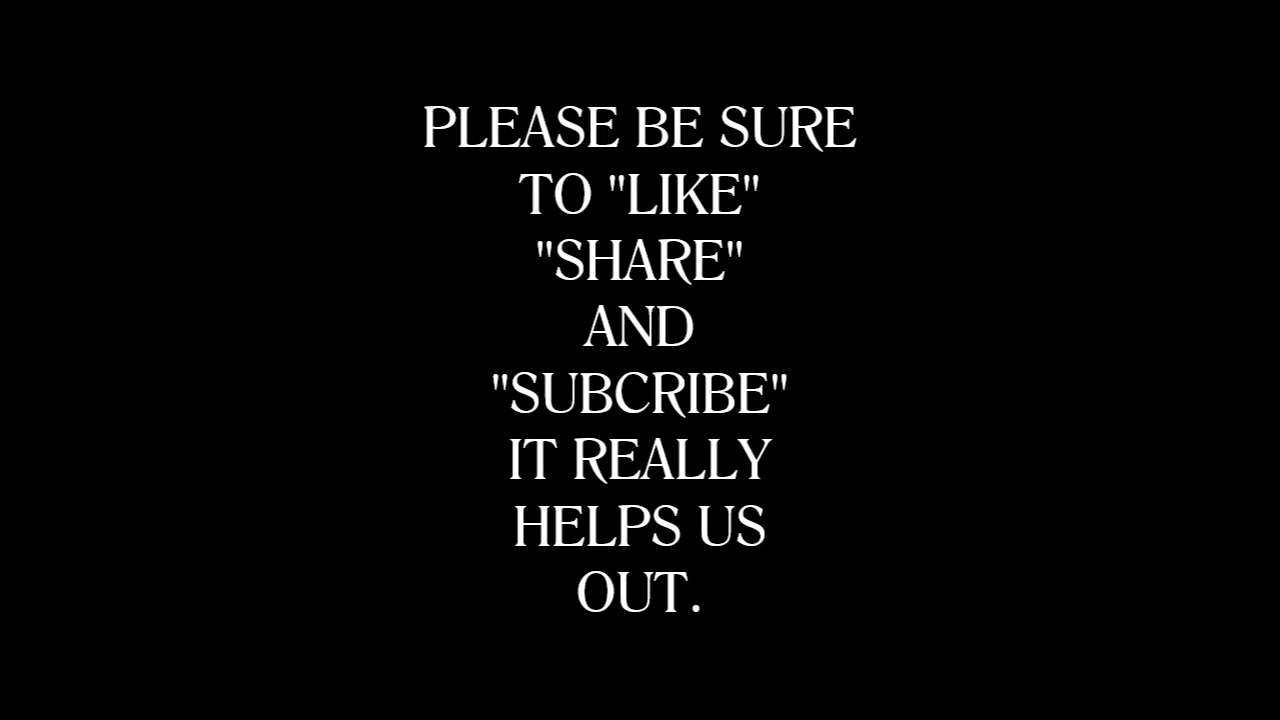 PLEASE BE SURE
TO "LIKE"
"SHARE"
AND
"SUBCRIBE"
IT REALLY
HELPS US
OUT.